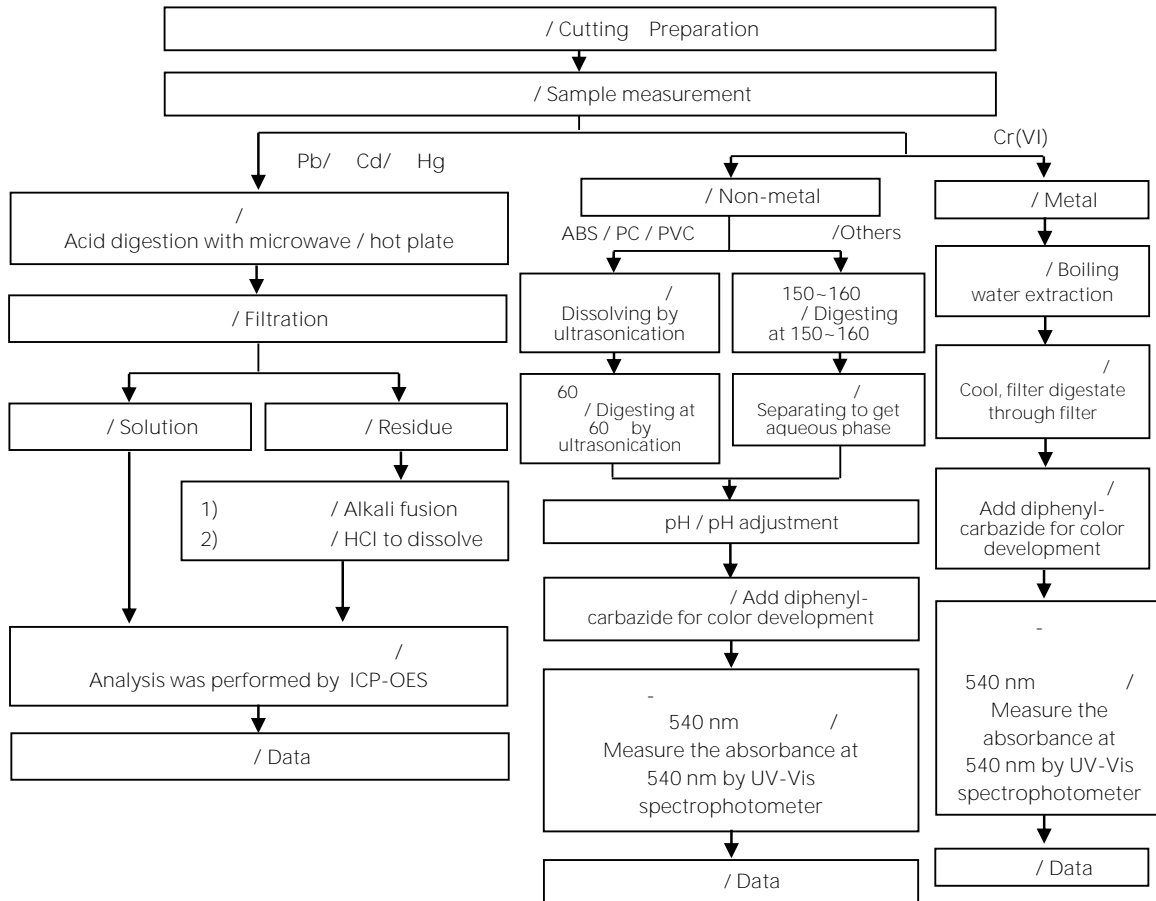 / Cutting Preparation
/ Sample measurement
Pb/ Cd/ Hg
/
Acid digestion with microwave / hot plate
/ Filtration
/ Solution
/ Residue
1) / Alkali fusion
2) / HCl to dissolve
/
Analysis was performed by ICP-OES
/ Data
Cr(VI)
/ Non-metal
ABS / PC / PVC
/Others
/
Dissolving by
ultrasonication
150~160
/ Digesting
at 150~160
60
/ Digesting at
60 by
ultrasonication
/
Separating to get
aqueous phase
pH / pH adjustment
/ Add diphenyl-
carbazide for color development
-
540 nm /
Measure the absorbance at
540 nm by UV-Vis
spectrophotometer
/ Data
/ Metal
/ Boiling
water extraction
/
Cool, filter digestate
through filter
/
Add diphenyl-
carbazide for color
development
-
540 nm /
Measure the
absorbance at
540 nm by UV-Vis
spectrophotometer
/ Data